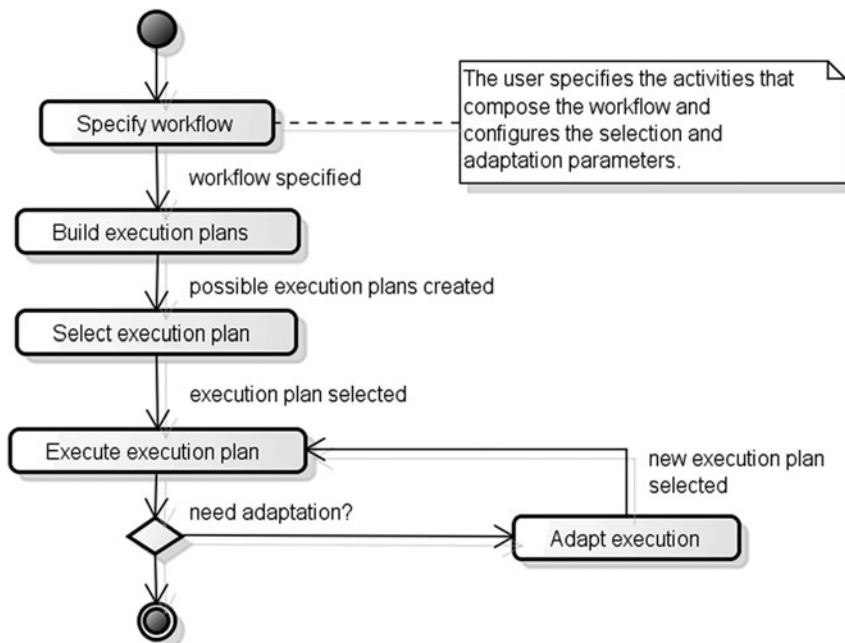 The user specifies the activities that
compose the workflow and
configures the selection and
adaptation parameters.
Specify workflow
workflow specified
Build execution plans
possible execution plans created
Select execution plan
execution plan selected
Execute execution plan
new execution plan
selected
need adaptation?
Adapt execution